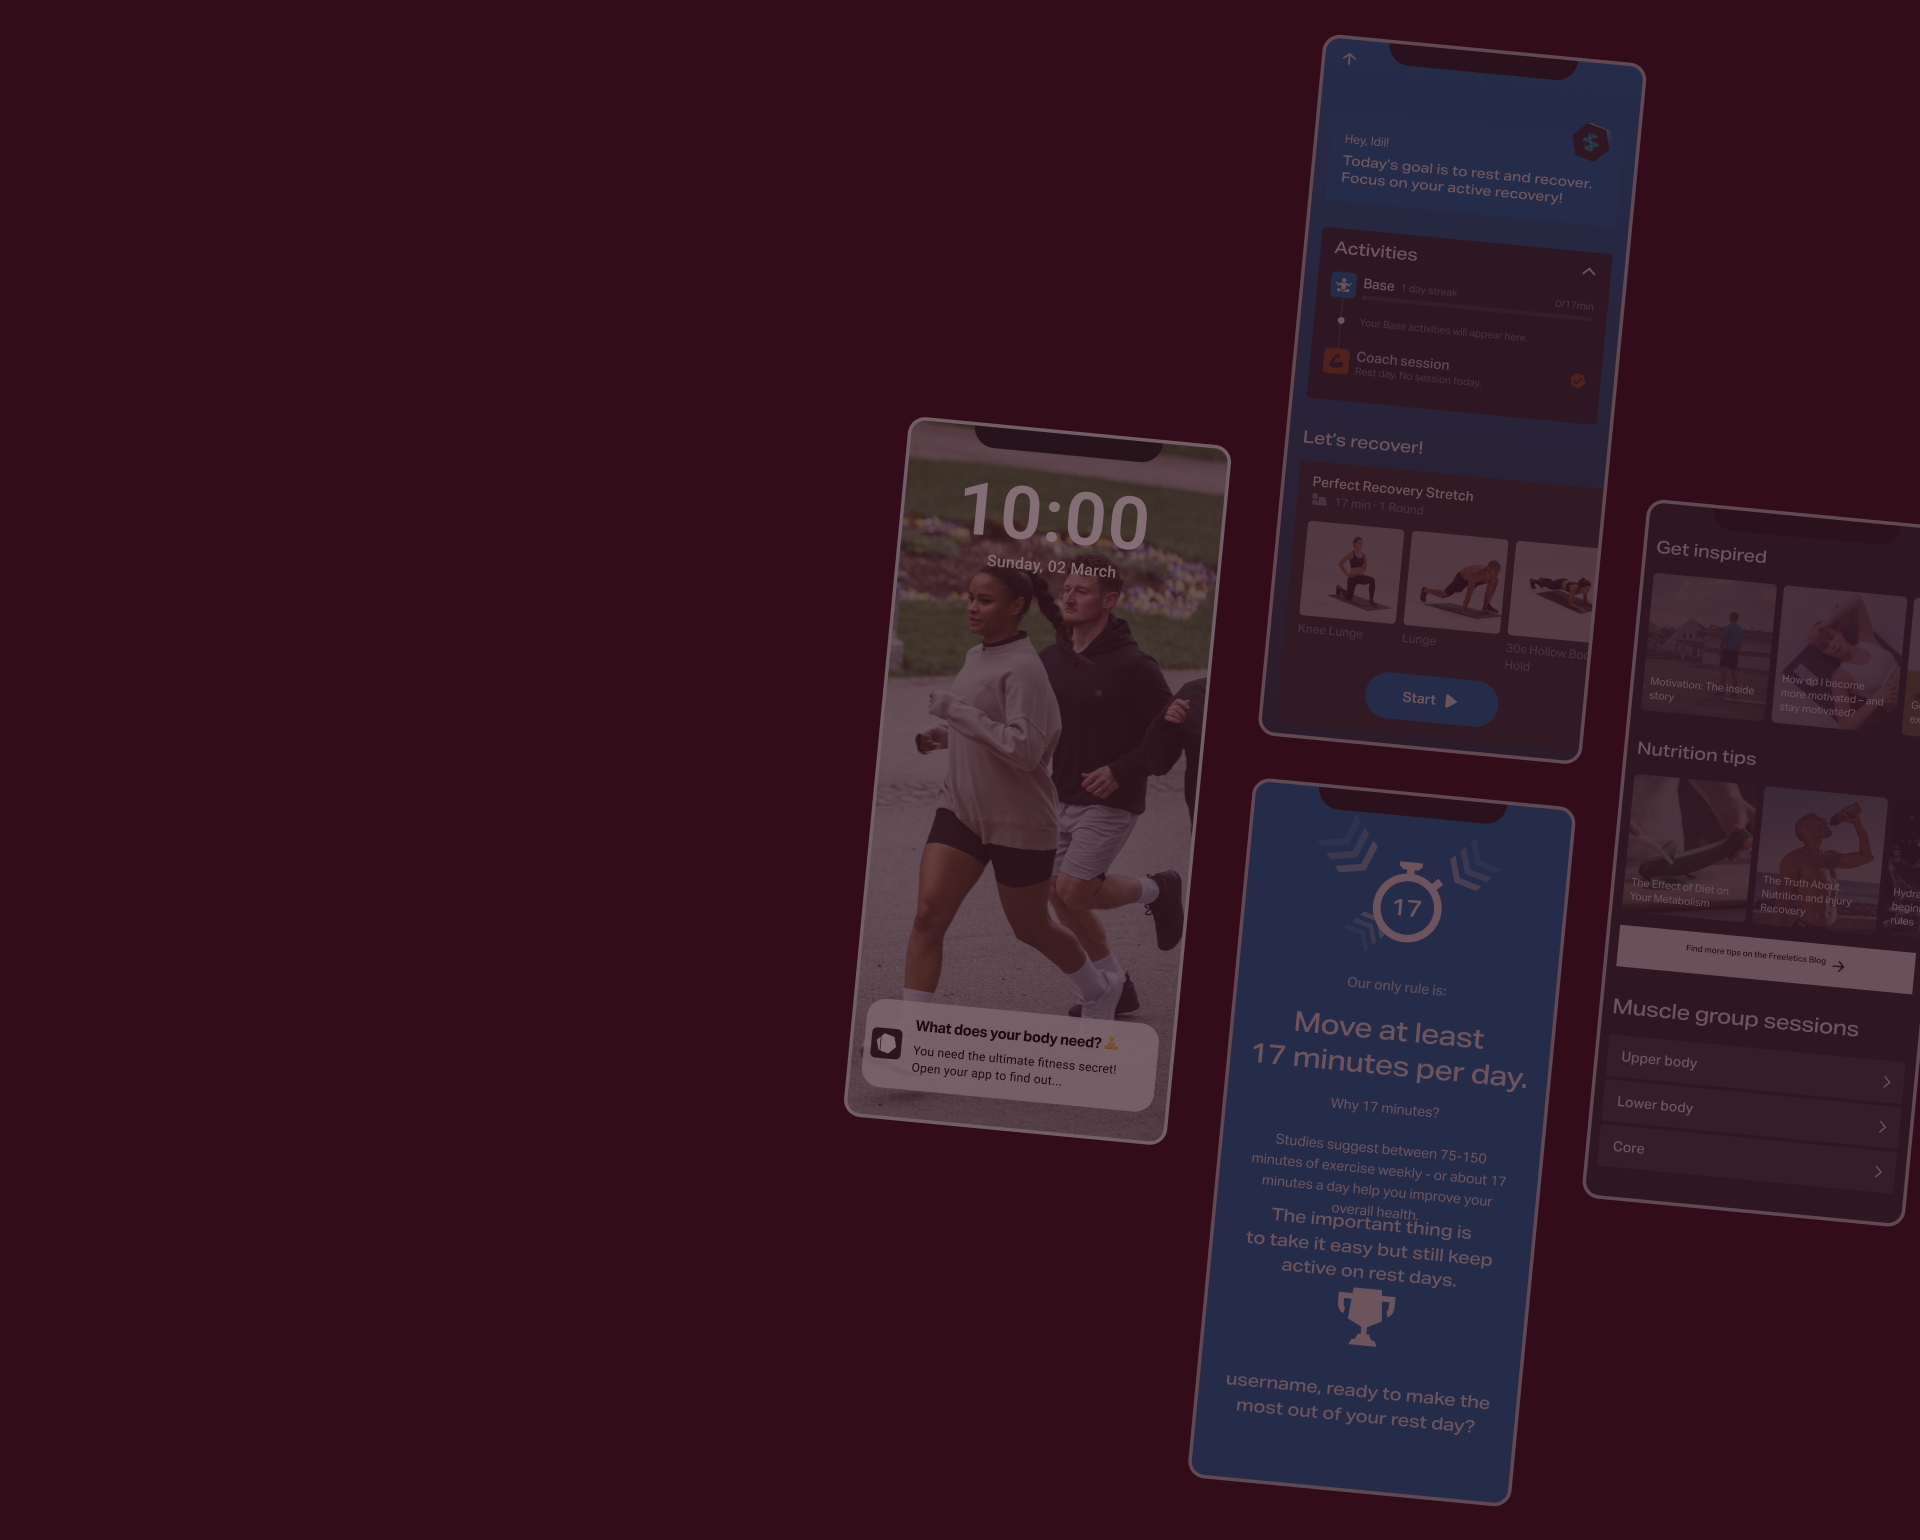 10:00
Sunday, 02 March
What does your body need?
You need the ultimate fitness secret!
Open your app to find out...
Hey, Idil!
Today's goal is to rest and recover.
Focus on your active recovery!
Activities
Base 1 day streak
0/17min
Your Base activities will appear here.
Coach session
Rest day. No session today.
Let's recover!
Perfect Recovery Stretch
17 min · 1 Round
Knee Lunge
Lunge
30s Hollow Bod
Hold
Start
17
Our only rule is:
Move at least
17 minutes per day.
Why 17 minutes?
Studies suggest between 75-150
minutes of exercise weekly - or about 17
minutes a day help you improve your
overall health.
The important thing is
to take it easy but still keep
active on rest days.
username, ready to make the
most out of your rest day?
Get inspired
Motivation: The inside
story
How do I become
more motivated – and
stay motivated?
Nutrition tips
The Effect of Diet on
Your Metabolism
The Truth About
Nutrition and injury
Recovery
rules
Find more tips on the Freeletics Blog
Muscle group sessions
Upper body
Lower body
Core